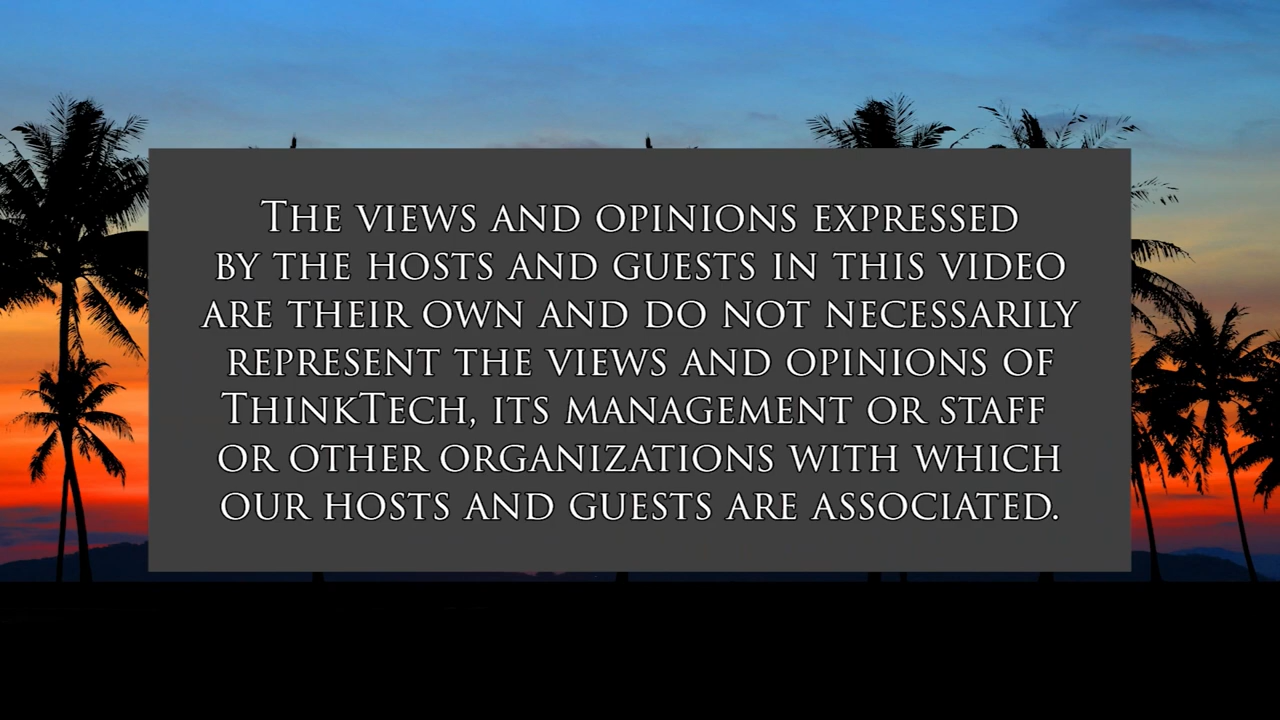 The views and opinions expressed
by the hosts and guests in this video
are their own and do not necessarily
represent the views and opinions of
ThinkTech, its management or staff
or other organizations with which
our hosts and guests are associated.